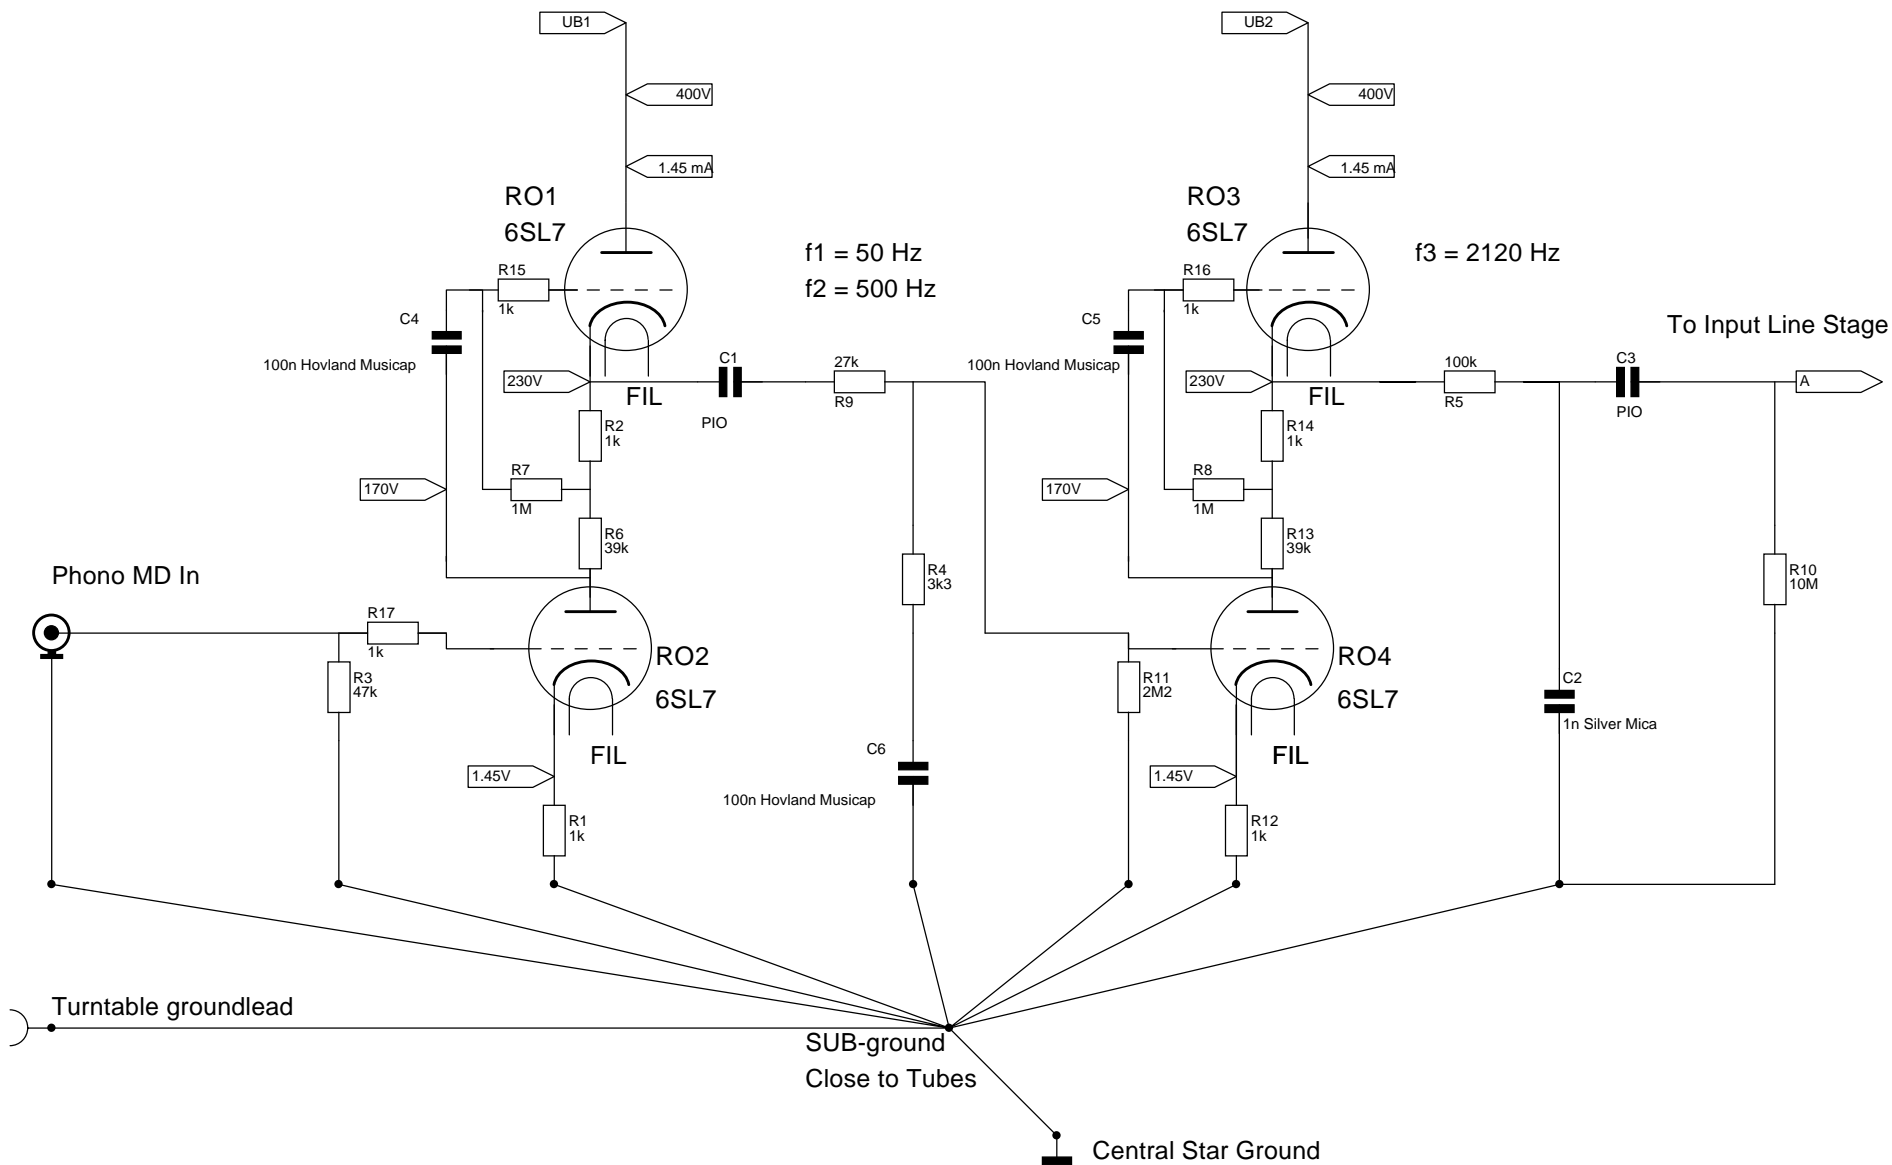 UB1
UB2
400V
400V
1.45 mA
1.45 mA
RO1
6SL7
RO3
6SL7
f1 = 50 Hz
f2 = 500 Hz
f3 = 2120 Hz
R15
1k
R16
1k
C4
100n Hovland Musicap
C5
100n Hovland Musicap
To Input Line Stage
230V
FIL
C1
PIO
27k
R9
230V
FIL
100k
R5
C3
PIO
A
R2
1k
R14
1k
170V
R7
1M
170V
R8
1M
R6
39k
R13
39k
Phono MD In
R4
3k3
R10
10M
R17
1k
R3
47k
RO2
6SL7
FIL
R11
2M2
RO4
6SL7
FIL
C2
1n Silver Mica
1.45V
C6
100n Hovland Musicap
1.45V
R1
1k
R12
1k
Turntable groundlead
SUB-ground
Close to Tubes
Central Star Ground